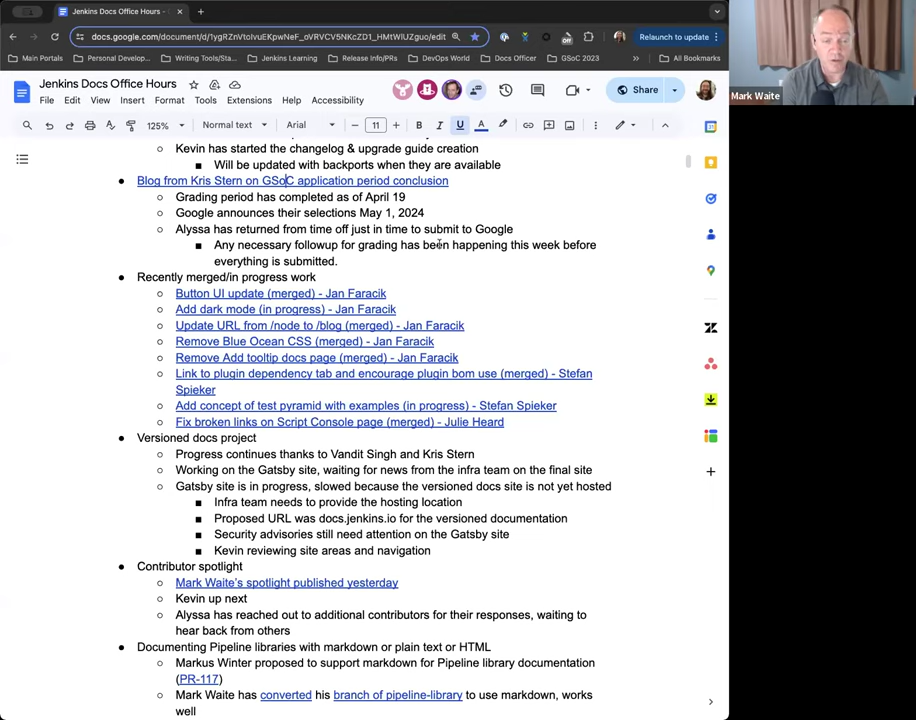 Jenkins Docs Office Hours
docs.google.com/document/d/1ygRZnVtoIvuEKpwNeF_oVRVCV5NKcZD1_HMtWlUZguo/edit
Relaunch to update
Main Portals
Personal Develop...
Writing Tools/Sta...
Jenkins Learning
Release Info/PRs
DevOps World
Docs Officer
GSoC 2023
»
All Bookmarks
Jenkins Docs Office Hours
Share
File Edit View Insert Format Tools Extensions Help Accessibility
125% Normal text Arial 11 B I U A
Kevin has started the changelog & upgrade guide creation
Will be updated with backports when they are available
Blog from Kris Stern on GSoC application period conclusion
Grading period has completed as of April 19
Google announces their selections May 1, 2024
Alyssa has returned from time off just in time to submit to Google
Any necessary followup for grading has been happening this week before
everything is submitted.
Recently merged/in progress work
Button UI update (merged) - Jan Faracik
Add dark mode (in progress) - Jan Faracik
Update URL from /node to /blog (merged) - Jan Faracik
Remove Blue Ocean CSS (merged) - Jan Faracik
Remove Add tooltip docs page (merged) - Jan Faracik
Link to plugin dependency tab and encourage plugin bom use (merged) - Stefan
Spieker
Add concept of test pyramid with examples (in progress) - Stefan Spieker
Fix broken links on Script Console page (merged) - Julie Heard
Versioned docs project
Progress continues thanks to Vandit Singh and Kris Stern
Working on the Gatsby site, waiting for news from the infra team on the final site
Gatsby site is in progress, slowed because the versioned docs site is not yet hosted
Infra team needs to provide the hosting location
Proposed URL was docs.jenkins.io for the versioned documentation
Security advisories still need attention on the Gatsby site
Kevin reviewing site areas and navigation
Contributor spotlight
Mark Waite's spotlight published yesterday
Kevin up next
Alyssa has reached out to additional contributors for their responses, waiting to
hear back from others
Documenting Pipeline libraries with markdown or plain text or HTML
Markus Winter proposed to support markdown for Pipeline library documentation
(PR-117)
Mark Waite has converted his branch of pipeline-library to use markdown, works
well
Mark Waite